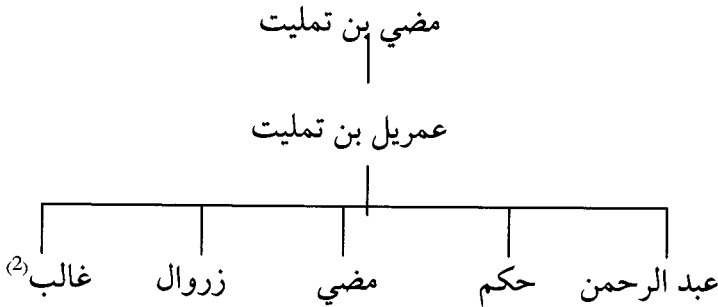 مضي بن تمليت
عمريل بن تمليت
عبد الرحمن حكم مضي زروال غالب(2)